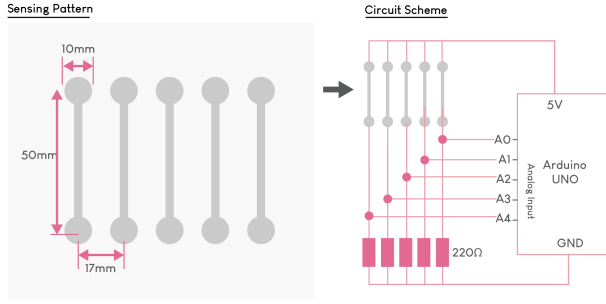 Sensing Pattern
10mm
50mm
17mm
Circuit Scheme
5V
A0
A1
A2
A3
A4
Analog Input
Arduino
UNO
220Ω
GND